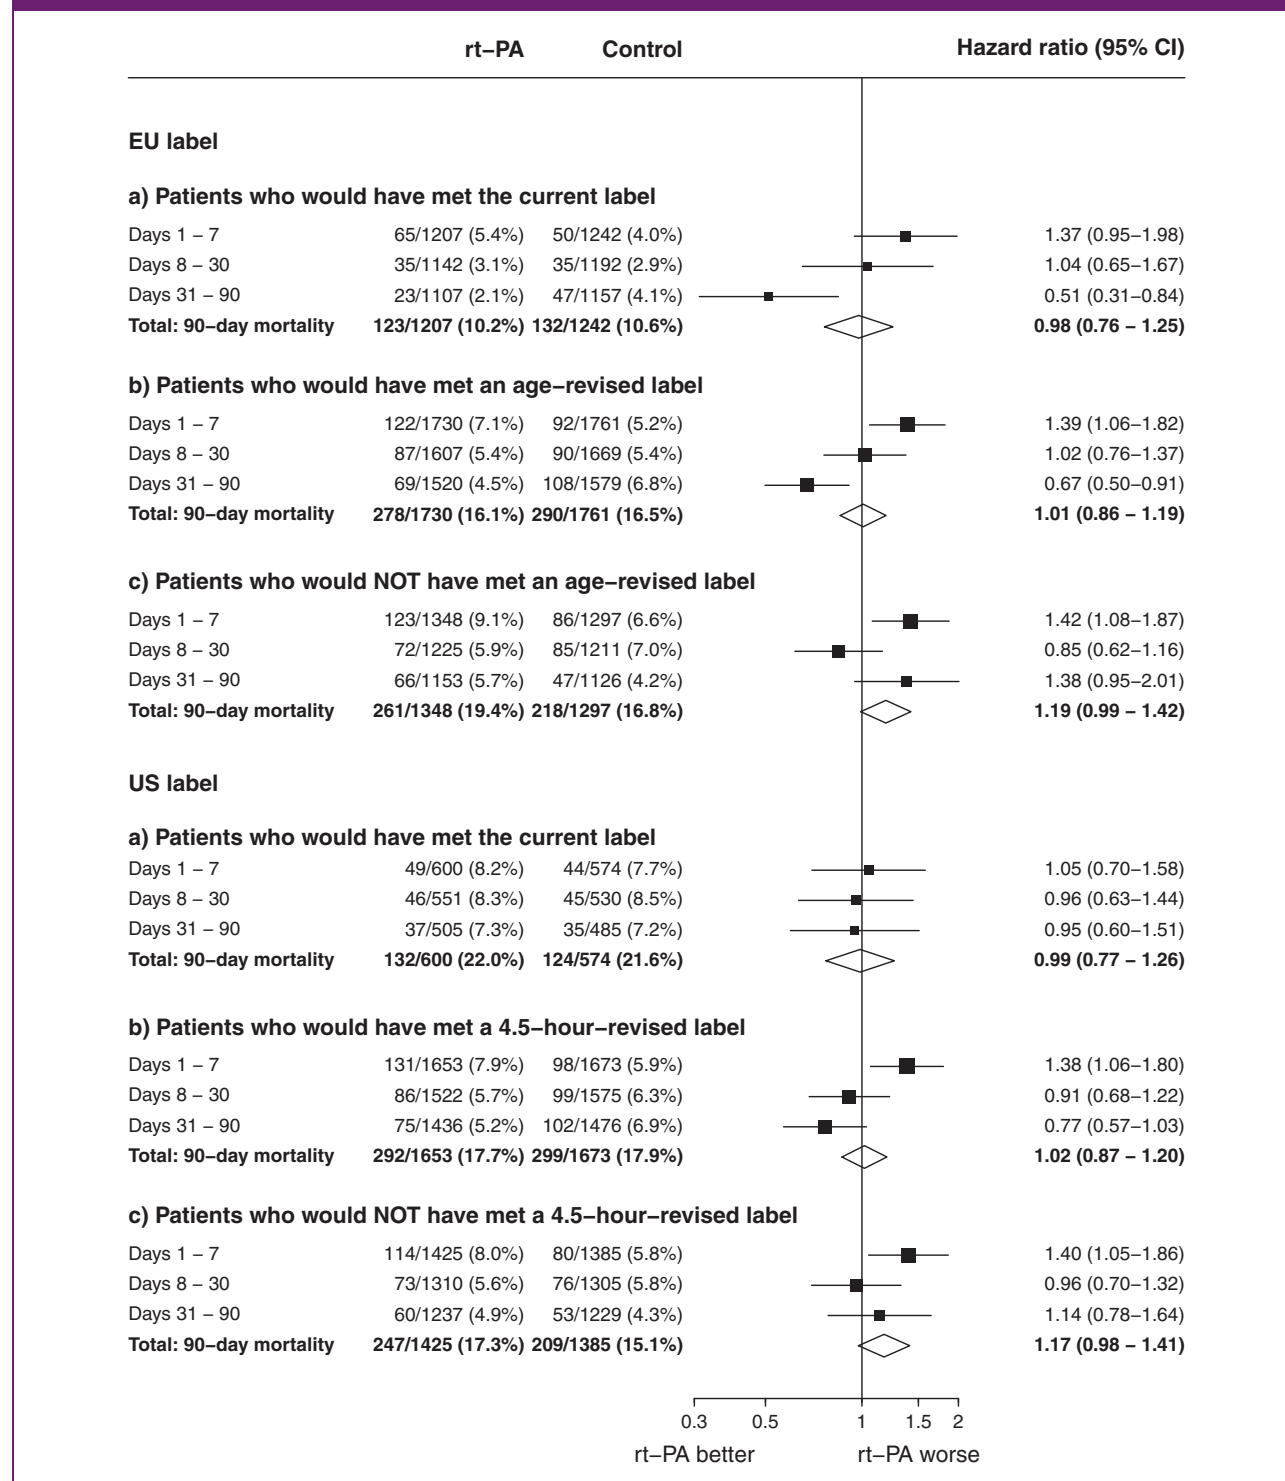 rt–PA Control Hazard ratio (95% CI)
EU label
a) Patients who would have met the current label
Days 1 – 7 65/1207 (5.4%) 50/1242 (4.0%) 1.37 (0.95–1.98)
Days 8 – 30 35/1142 (3.1%) 35/1192 (2.9%) 1.04 (0.65–1.67)
Days 31 – 90 23/1107 (2.1%) 47/1157 (4.1%) 0.51 (0.31–0.84)
Total: 90–day mortality 123/1207 (10.2%) 132/1242 (10.6%) 0.98 (0.76 – 1.25)
b) Patients who would have met an age–revised label
Days 1 – 7 122/1730 (7.1%) 92/1761 (5.2%) 1.39 (1.06–1.82)
Days 8 – 30 87/1607 (5.4%) 90/1669 (5.4%) 1.02 (0.76–1.37)
Days 31 – 90 69/1520 (4.5%) 108/1579 (6.8%) 0.67 (0.50–0.91)
Total: 90–day mortality 278/1730 (16.1%) 290/1761 (16.5%) 1.01 (0.86 – 1.19)
c) Patients who would NOT have met an age–revised label
Days 1 – 7 123/1348 (9.1%) 86/1297 (6.6%) 1.42 (1.08–1.87)
Days 8 – 30 72/1225 (5.9%) 85/1211 (7.0%) 0.85 (0.62–1.16)
Days 31 – 90 66/1153 (5.7%) 47/1126 (4.2%) 1.38 (0.95–2.01)
Total: 90–day mortality 261/1348 (19.4%) 218/1297 (16.8%) 1.19 (0.99 – 1.42)
US label
a) Patients who would have met the current label
Days 1 – 7 49/600 (8.2%) 44/574 (7.7%) 1.05 (0.70–1.58)
Days 8 – 30 46/551 (8.3%) 45/530 (8.5%) 0.96 (0.63–1.44)
Days 31 – 90 37/505 (7.3%) 35/485 (7.2%) 0.95 (0.60–1.51)
Total: 90–day mortality 132/600 (22.0%) 124/574 (21.6%) 0.99 (0.77 – 1.26)
b) Patients who would have met a 4.5–hour–revised label
Days 1 – 7 131/1653 (7.9%) 98/1673 (5.9%) 1.38 (1.06–1.80)
Days 8 – 30 86/1522 (5.7%) 99/1575 (6.3%) 0.91 (0.68–1.22)
Days 31 – 90 75/1436 (5.2%) 102/1476 (6.9%) 0.77 (0.57–1.03)
Total: 90–day mortality 292/1653 (17.7%) 299/1673 (17.9%) 1.02 (0.87 – 1.20)
c) Patients who would NOT have met a 4.5–hour–revised label
Days 1 – 7 114/1425 (8.0%) 80/1385 (5.8%) 1.40 (1.05–1.86)
Days 8 – 30 73/1310 (5.6%) 76/1305 (5.8%) 0.96 (0.70–1.32)
Days 31 – 90 60/1237 (4.9%) 53/1229 (4.3%) 1.14 (0.78–1.64)
Total: 90–day mortality 247/1425 (17.3%) 209/1385 (15.1%) 1.17 (0.98 – 1.41)
0.3 0.5 1 1.5 2
rt–PA better rt–PA worse